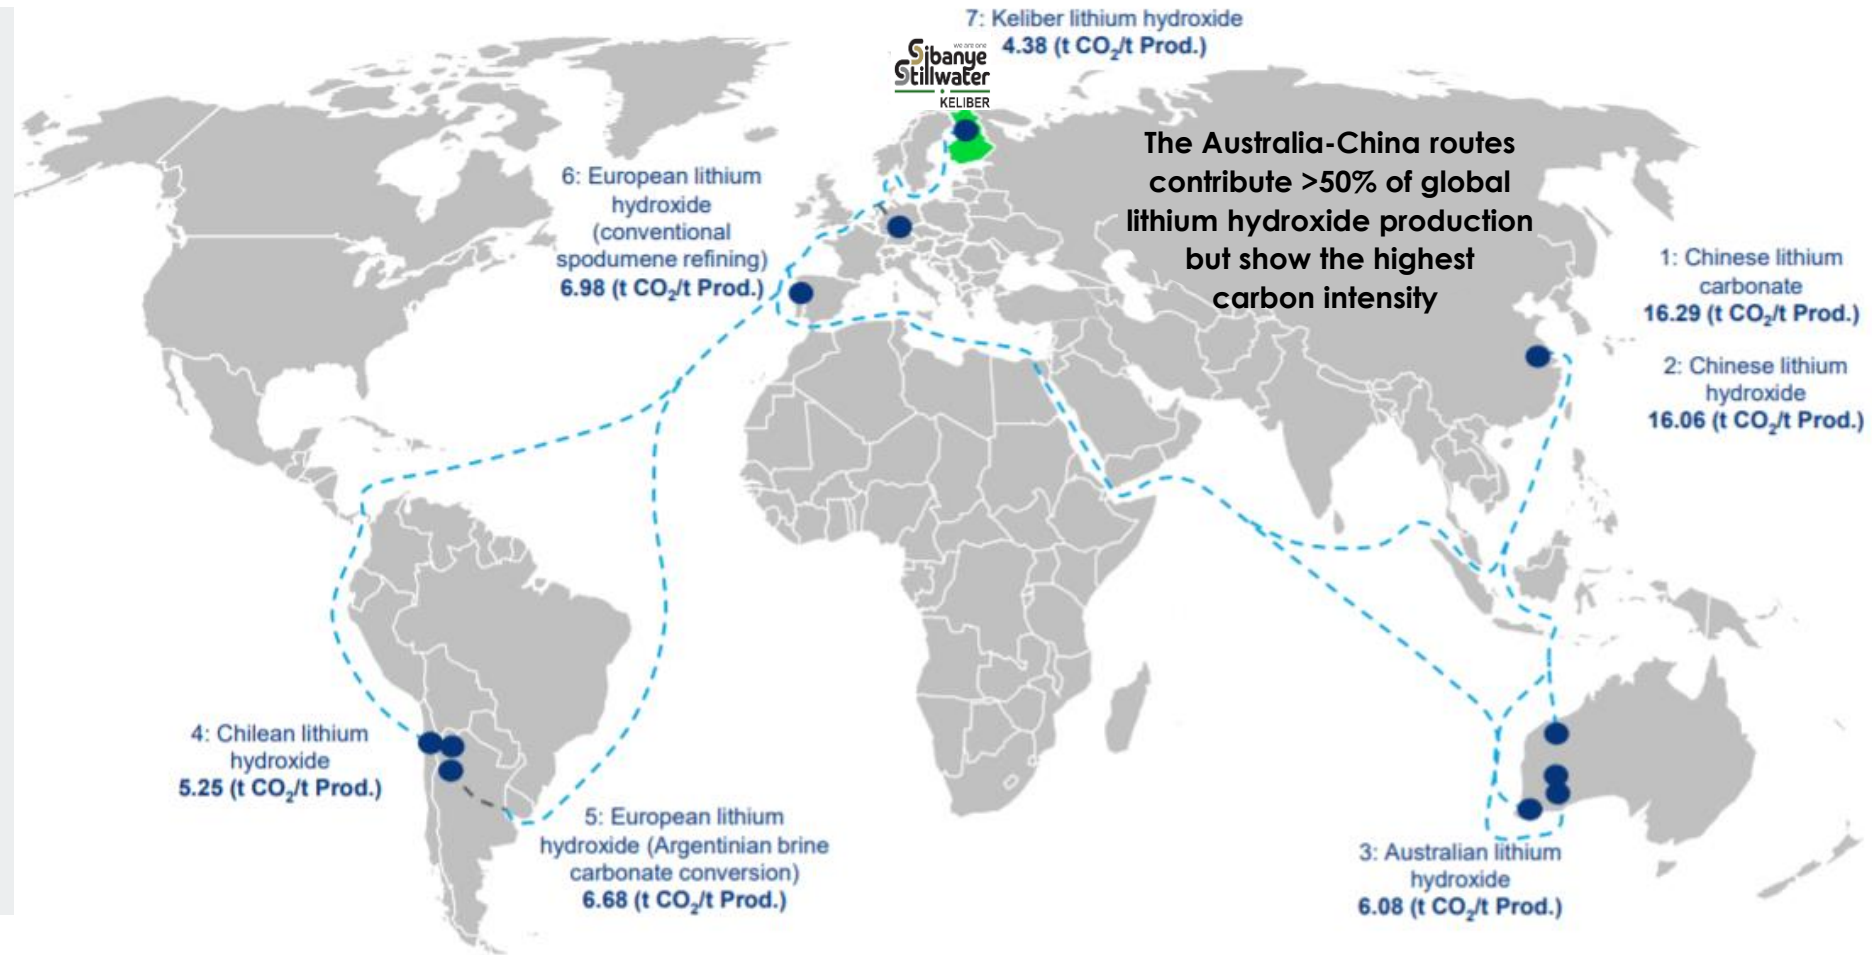 7: Keliber lithium hydroxide
4.38 (t CO₂/t Prod.)
we are one
Sibanye
Stillwater
KELIBER
The Australia-China routes
contribute >50% of global
lithium hydroxide production
but show the highest
carbon intensity
6: European lithium
hydroxide
(conventional
spodumene refining)
6.98 (t CO₂/t Prod.)
1: Chinese lithium
carbonate
16.29 (t CO₂/t Prod.)
2: Chinese lithium
hydroxide
16.06 (t CO₂/t Prod.)
4: Chilean lithium
hydroxide
5.25 (t CO₂/t Prod.)
5: European lithium
hydroxide (Argentinian brine
carbonate conversion)
6.68 (t CO₂/t Prod.)
3: Australian lithium
hydroxide
6.08 (t CO₂/t Prod.)